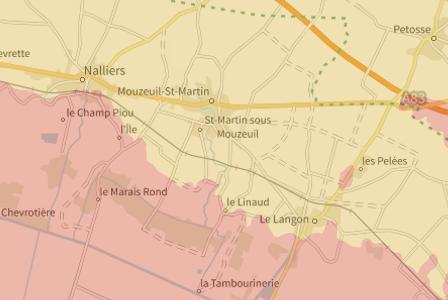 Petosse
evrette
Nalliers
Mouzeuil-St-Martin
le Champ Piou
l'Île
St-Martin sous
Mouzeuil
les Pelées
le Marais Rond
Chevrotière
le Linaud
Le Langon
la Tambourinerie